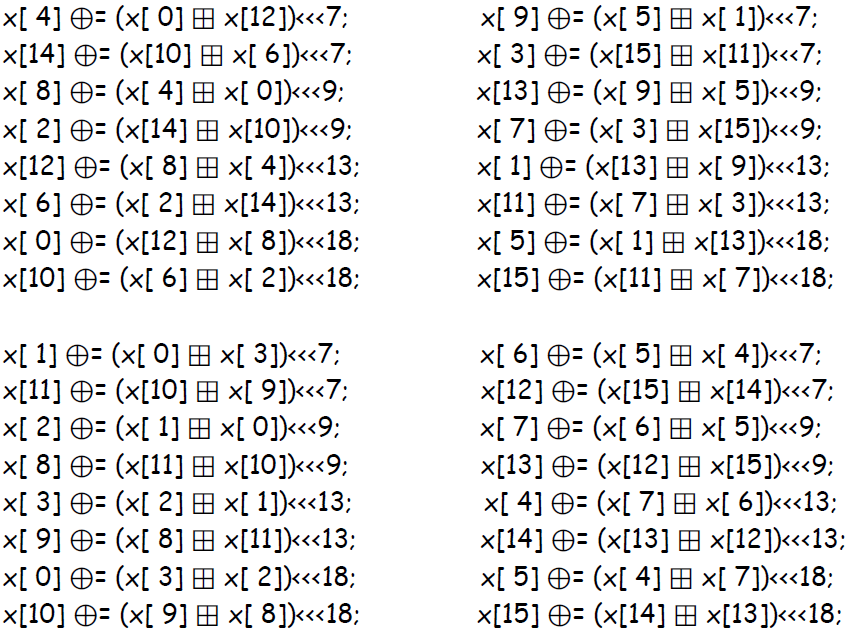 x[ 4] ⊕= (x[ 0] ⊞ x[12])<<<7; x[ 9] ⊕= (x[ 5] ⊞ x[ 1])<<<7;
x[14] ⊕= (x[10] ⊞ x[ 6])<<<7; x[ 3] ⊕= (x[15] ⊞ x[11])<<<7;
x[ 8] ⊕= (x[ 4] ⊞ x[ 0])<<<9; x[13] ⊕= (x[ 9] ⊞ x[ 5])<<<9;
x[ 2] ⊕= (x[14] ⊞ x[10])<<<9; x[ 7] ⊕= (x[ 3] ⊞ x[15])<<<9;
x[12] ⊕= (x[ 8] ⊞ x[ 4])<<<13; x[ 1] ⊕= (x[13] ⊞ x[ 9])<<<13;
x[ 6] ⊕= (x[ 2] ⊞ x[14])<<<13; x[11] ⊕= (x[ 7] ⊞ x[ 3])<<<13;
x[ 0] ⊕= (x[12] ⊞ x[ 8])<<<18; x[ 5] ⊕= (x[ 1] ⊞ x[13])<<<18;
x[10] ⊕= (x[ 6] ⊞ x[ 2])<<<18; x[15] ⊕= (x[11] ⊞ x[ 7])<<<18;
x[ 1] ⊕= (x[ 0] ⊞ x[ 3])<<<7; x[ 6] ⊕= (x[ 5] ⊞ x[ 4])<<<7;
x[11] ⊕= (x[10] ⊞ x[ 9])<<<7; x[12] ⊕= (x[15] ⊞ x[14])<<<7;
x[ 2] ⊕= (x[ 1] ⊞ x[ 0])<<<9; x[ 7] ⊕= (x[ 6] ⊞ x[ 5])<<<9;
x[ 8] ⊕= (x[11] ⊞ x[10])<<<9; x[13] ⊕= (x[12] ⊞ x[15])<<<9;
x[ 3] ⊕= (x[ 2] ⊞ x[ 1])<<<13; x[ 4] ⊕= (x[ 7] ⊞ x[ 6])<<<13;
x[ 9] ⊕= (x[ 8] ⊞ x[11])<<<13; x[14] ⊕= (x[13] ⊞ x[12])<<<13;
x[ 0] ⊕= (x[ 3] ⊞ x[ 2])<<<18; x[ 5] ⊕= (x[ 4] ⊞ x[ 7])<<<18;
x[10] ⊕= (x[ 9] ⊞ x[ 8])<<<18; x[15] ⊕= (x[14] ⊞ x[13])<<<18;